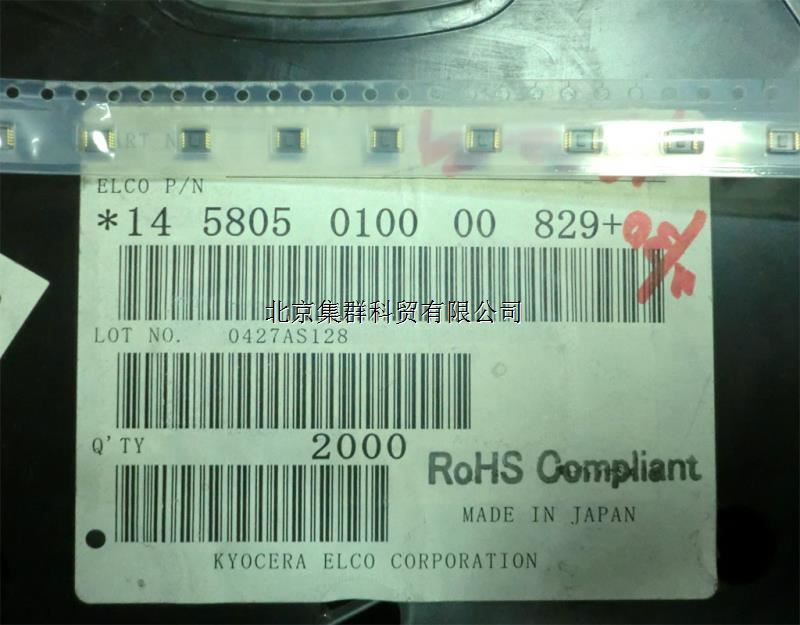 ELCO P/N
*14 5805 0100 00 829+
北京集群科贸有限公司
LOT NO. 0427AS128
Q'TY 2000
RoHS Compliant
MADE IN JAPAN
KYOCERA ELCO CORPORATION